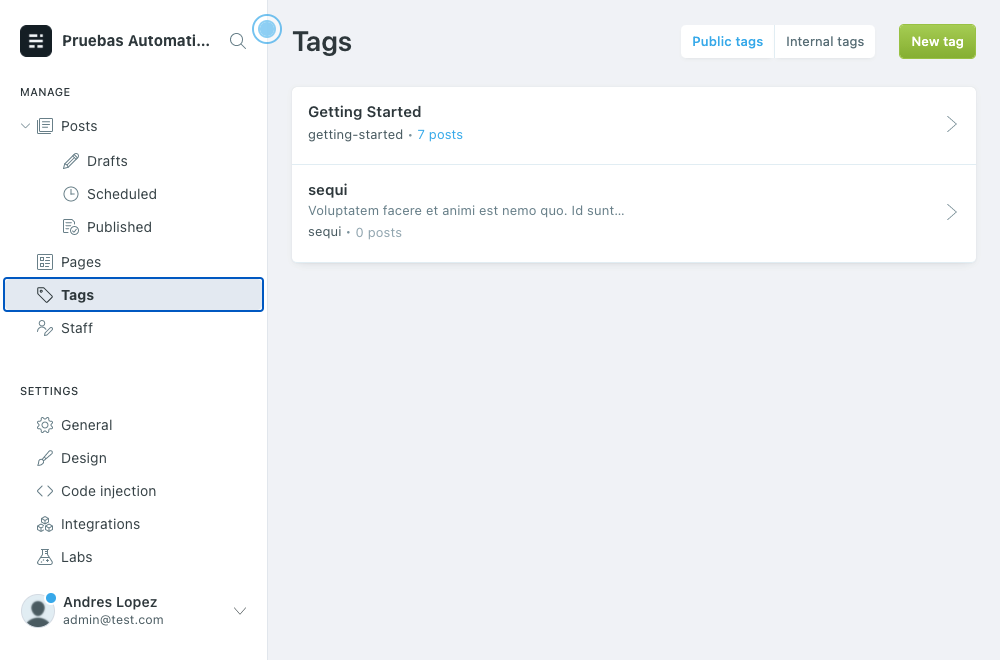 Pruebas Automati...
MANAGE
Posts
Drafts
Scheduled
Published
Pages
Tags
Staff
SETTINGS
General
Design
Code injection
Integrations
Labs
Andres Lopez
admin@test.com
Tags
Public tags
Internal tags
New tag
Getting Started
getting-started • 7 posts
sequi
Voluptatem facere et animi est nemo quo. Id sunt...
sequi • 0 posts